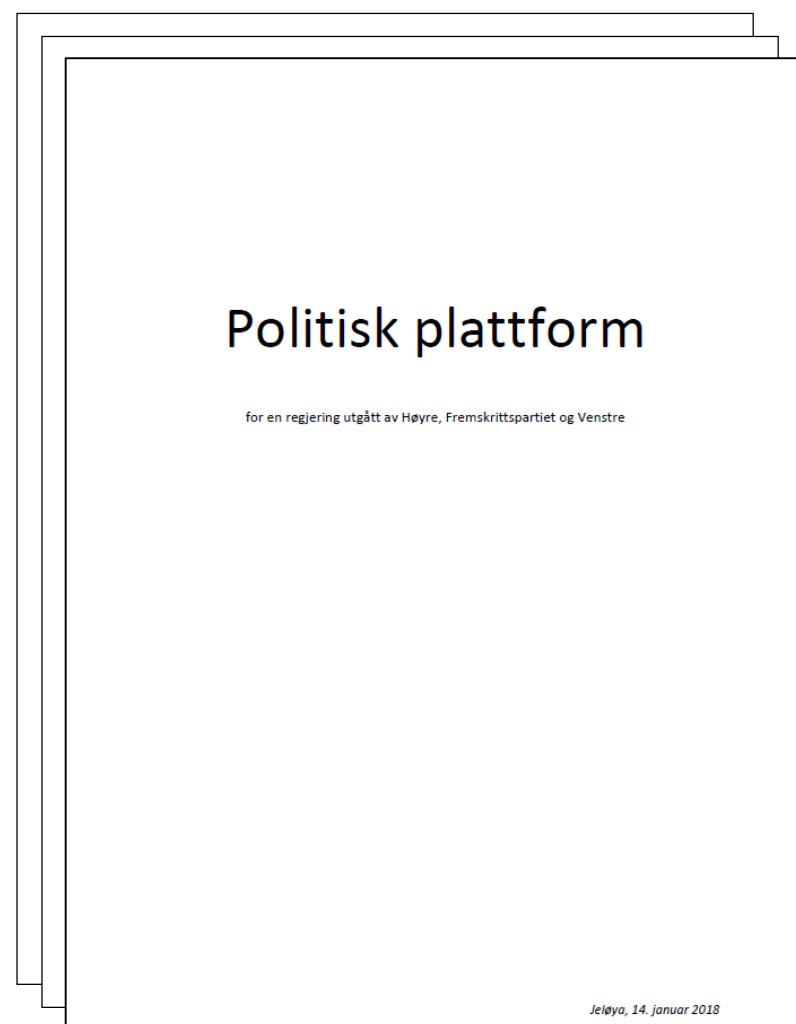 Politisk plattform
for en regjering utgått av Høyre, Fremskrittspartiet og Venstre
Jeløya, 14. januar 2018